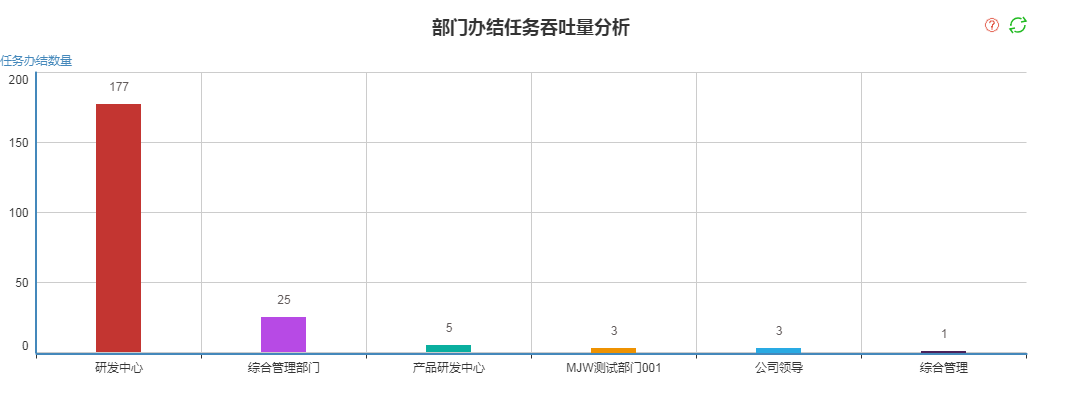 部门办结任务吞吐量分析
任务办结数量
200
150
100
50
0
177
25
5
3
3
1
研发中心
综合管理部门
产品研发中心
MJW测试部门001
公司领导
综合管理